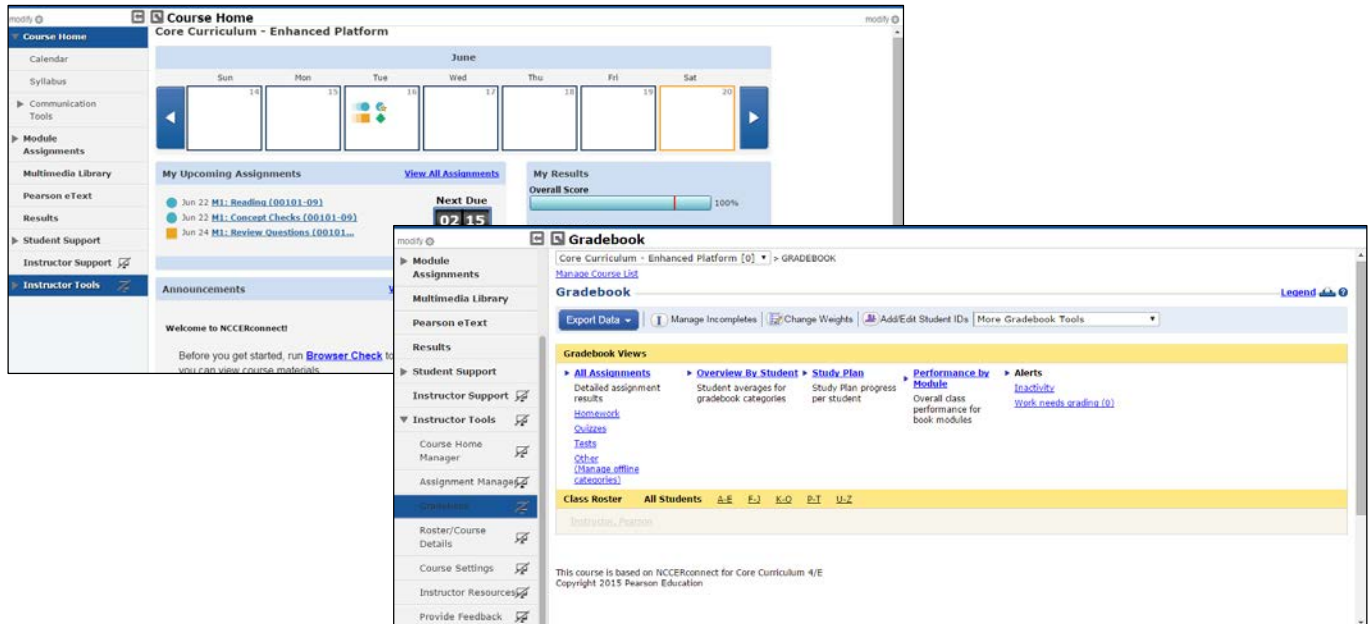 modify
Course Home
modify
Course Home
Calendar
Syllabus
Communication
Tools
Module
Assignments
Multimedia Library
Pearson eText
Results
Student Support
Instructor Support
Instructor Tools
Core Curriculum - Enhanced Platform
June
Sun Mon Tue Wed Thu Fri Sat
14 15 16 17 18 19 20
My Upcoming Assignments View All Assignments
Jun 22 M1: Reading (00101-09)
Jun 22 M1: Concept Checks (00101-09)
Jun 24 M1: Review Questions (00101...
Next Due
02 15
My Results
Overall Score
100%
Announcements
Welcome to NCCERconnect!
Before you get started, run Browser Check to
you can view course materials
modify
Gradebook
Module
Assignments
Multimedia Library
Pearson eText
Results
Student Support
Instructor Support
Instructor Tools
Course Home
Manager
Assignment Manager
Gradebook
Roster/Course
Details
Course Settings
Instructor Resources
Provide Feedback
Core Curriculum - Enhanced Platform [0] > GRADEBOOK
Manage Course List
Gradebook
Legend
Export Data Manage Incompletes Change Weights Add/Edit Student IDs More Gradebook Tools
Gradebook Views
All Assignments
Detailed assignment
results
Homework
Quizzes
Tests
Other
(Manage offline
categories)
Overview By Student
Student averages for
gradebook categories
Study Plan
Study Plan progress
per student
Performance by
Module
Overall class
performance for
book modules
Alerts
Inactivity
Work needs grading (0)
Class Roster All Students A-E F-J K-O P-T U-Z
Instructor, Pearson
This course is based on NCCERconnect for Core Curriculum 4/E
Copyright 2015 Pearson Education